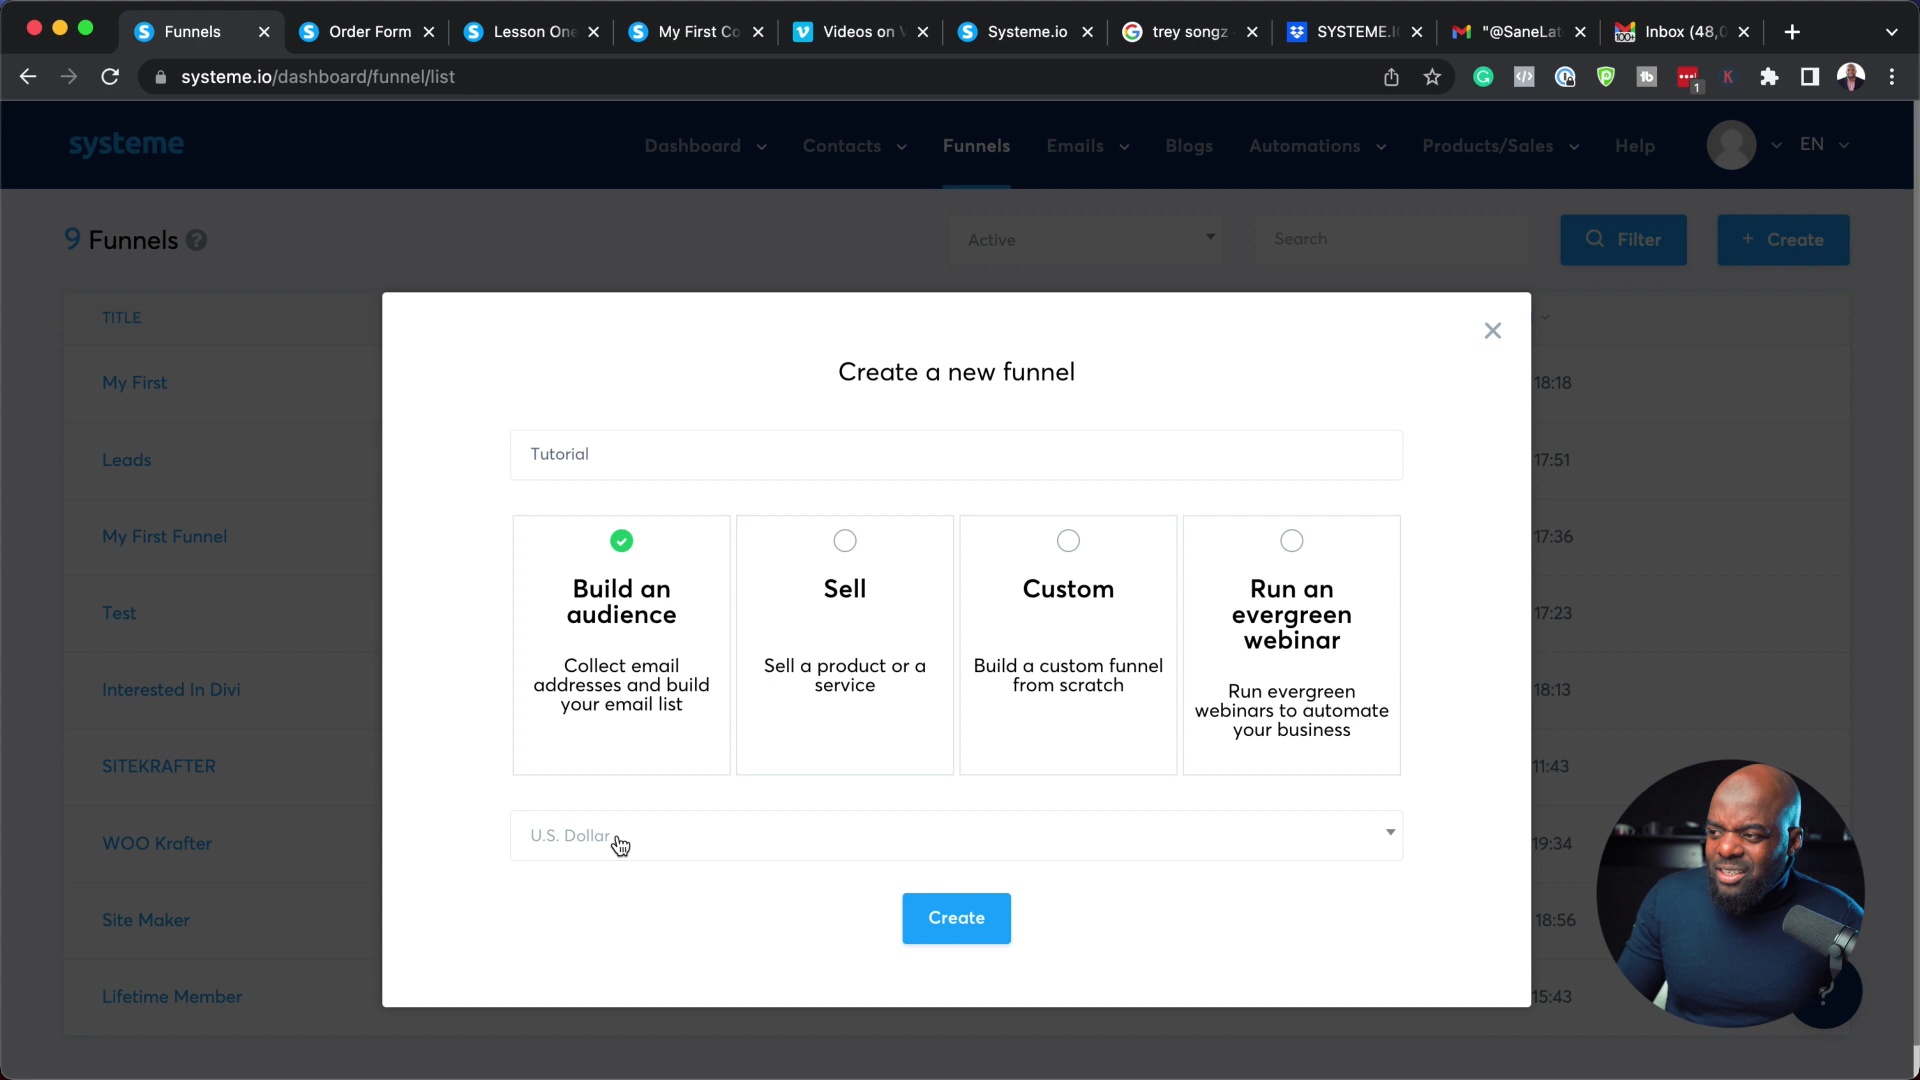 Funnels
Order Form
Lesson One
My First Co
Videos on V
Systeme.io
trey songz
SYSTEME.I
"@SaneLat
Inbox (48,0
systeme.io/dashboard/funnel/list
systeme
Dashboard
Contacts
Funnels
Emails
Blogs
Automations
Products/Sales
Help
EN
9 Funnels ?
Active
Search
Filter
+ Create
TITLE
My First
18:18
Leads
17:51
My First Funnel
17:36
Test
17:23
Interested In Divi
18:13
SITEKRAFTER
11:43
WOO Krafter
19:34
Site Maker
18:56
Lifetime Member
15:43
Create a new funnel
Tutorial
Build an
audience
Collect email
addresses and build
your email list
Sell
Sell a product or a
service
Custom
Build a custom funnel
from scratch
Run an
evergreen
webinar
Run evergreen
webinars to automate
your business
U.S. Dollar
Create
?